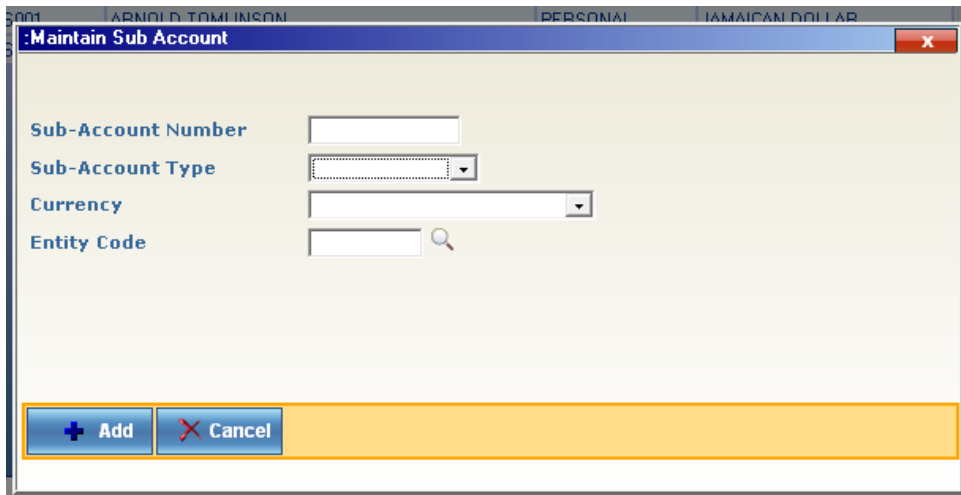 S001 ARNOLD TOMLINSON PERSONAL JAMAICAN DOLLAR
:Maintain Sub Account x
Sub-Account Number
Sub-Account Type
Currency
Entity Code
Add Cancel